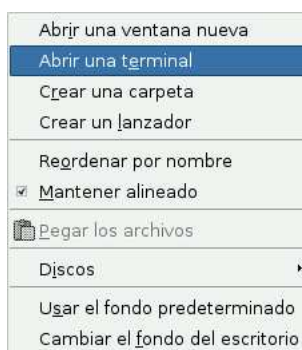 Abrir una ventana nueva
Abrir una terminal
Crear una carpeta
Crear un lanzador
Reordenar por nombre
Mantener alineado
Pegar los archivos
Discos
Usar el fondo predeterminado
Cambiar el fondo del escritorio